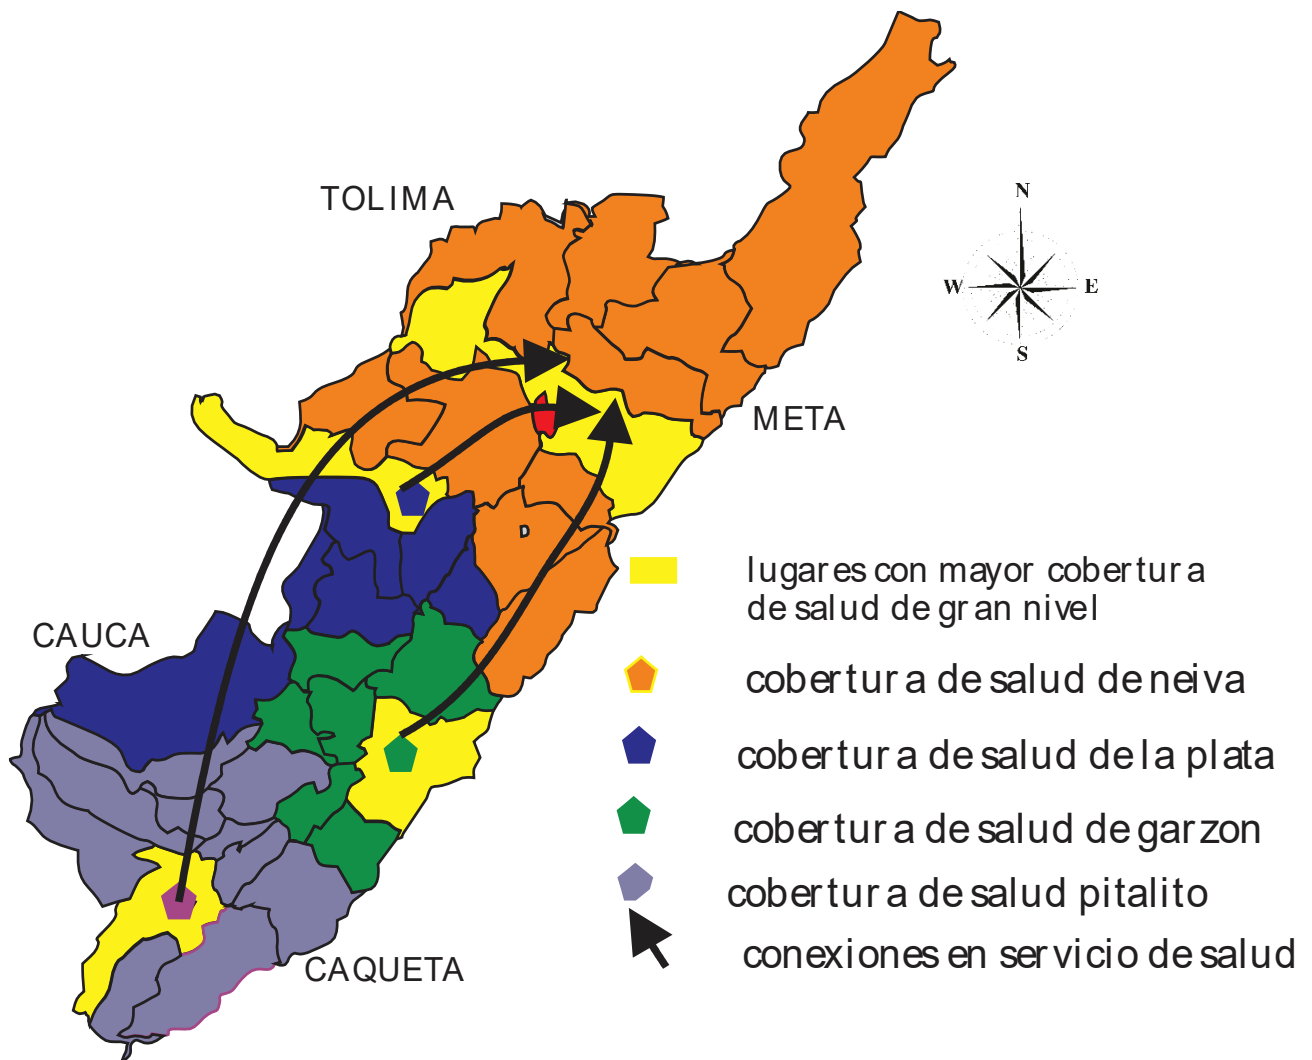 TOLIMA
N
W
E
S
META
D
lugares con mayor cobertura
de salud de gran nivel
CAUCA
cobertura de salud de neiva
cobertura de salud de la plata
cobertura de salud de garzon
cobertura de salud pitalito
CAQUETA
conexiones en servicio de salud